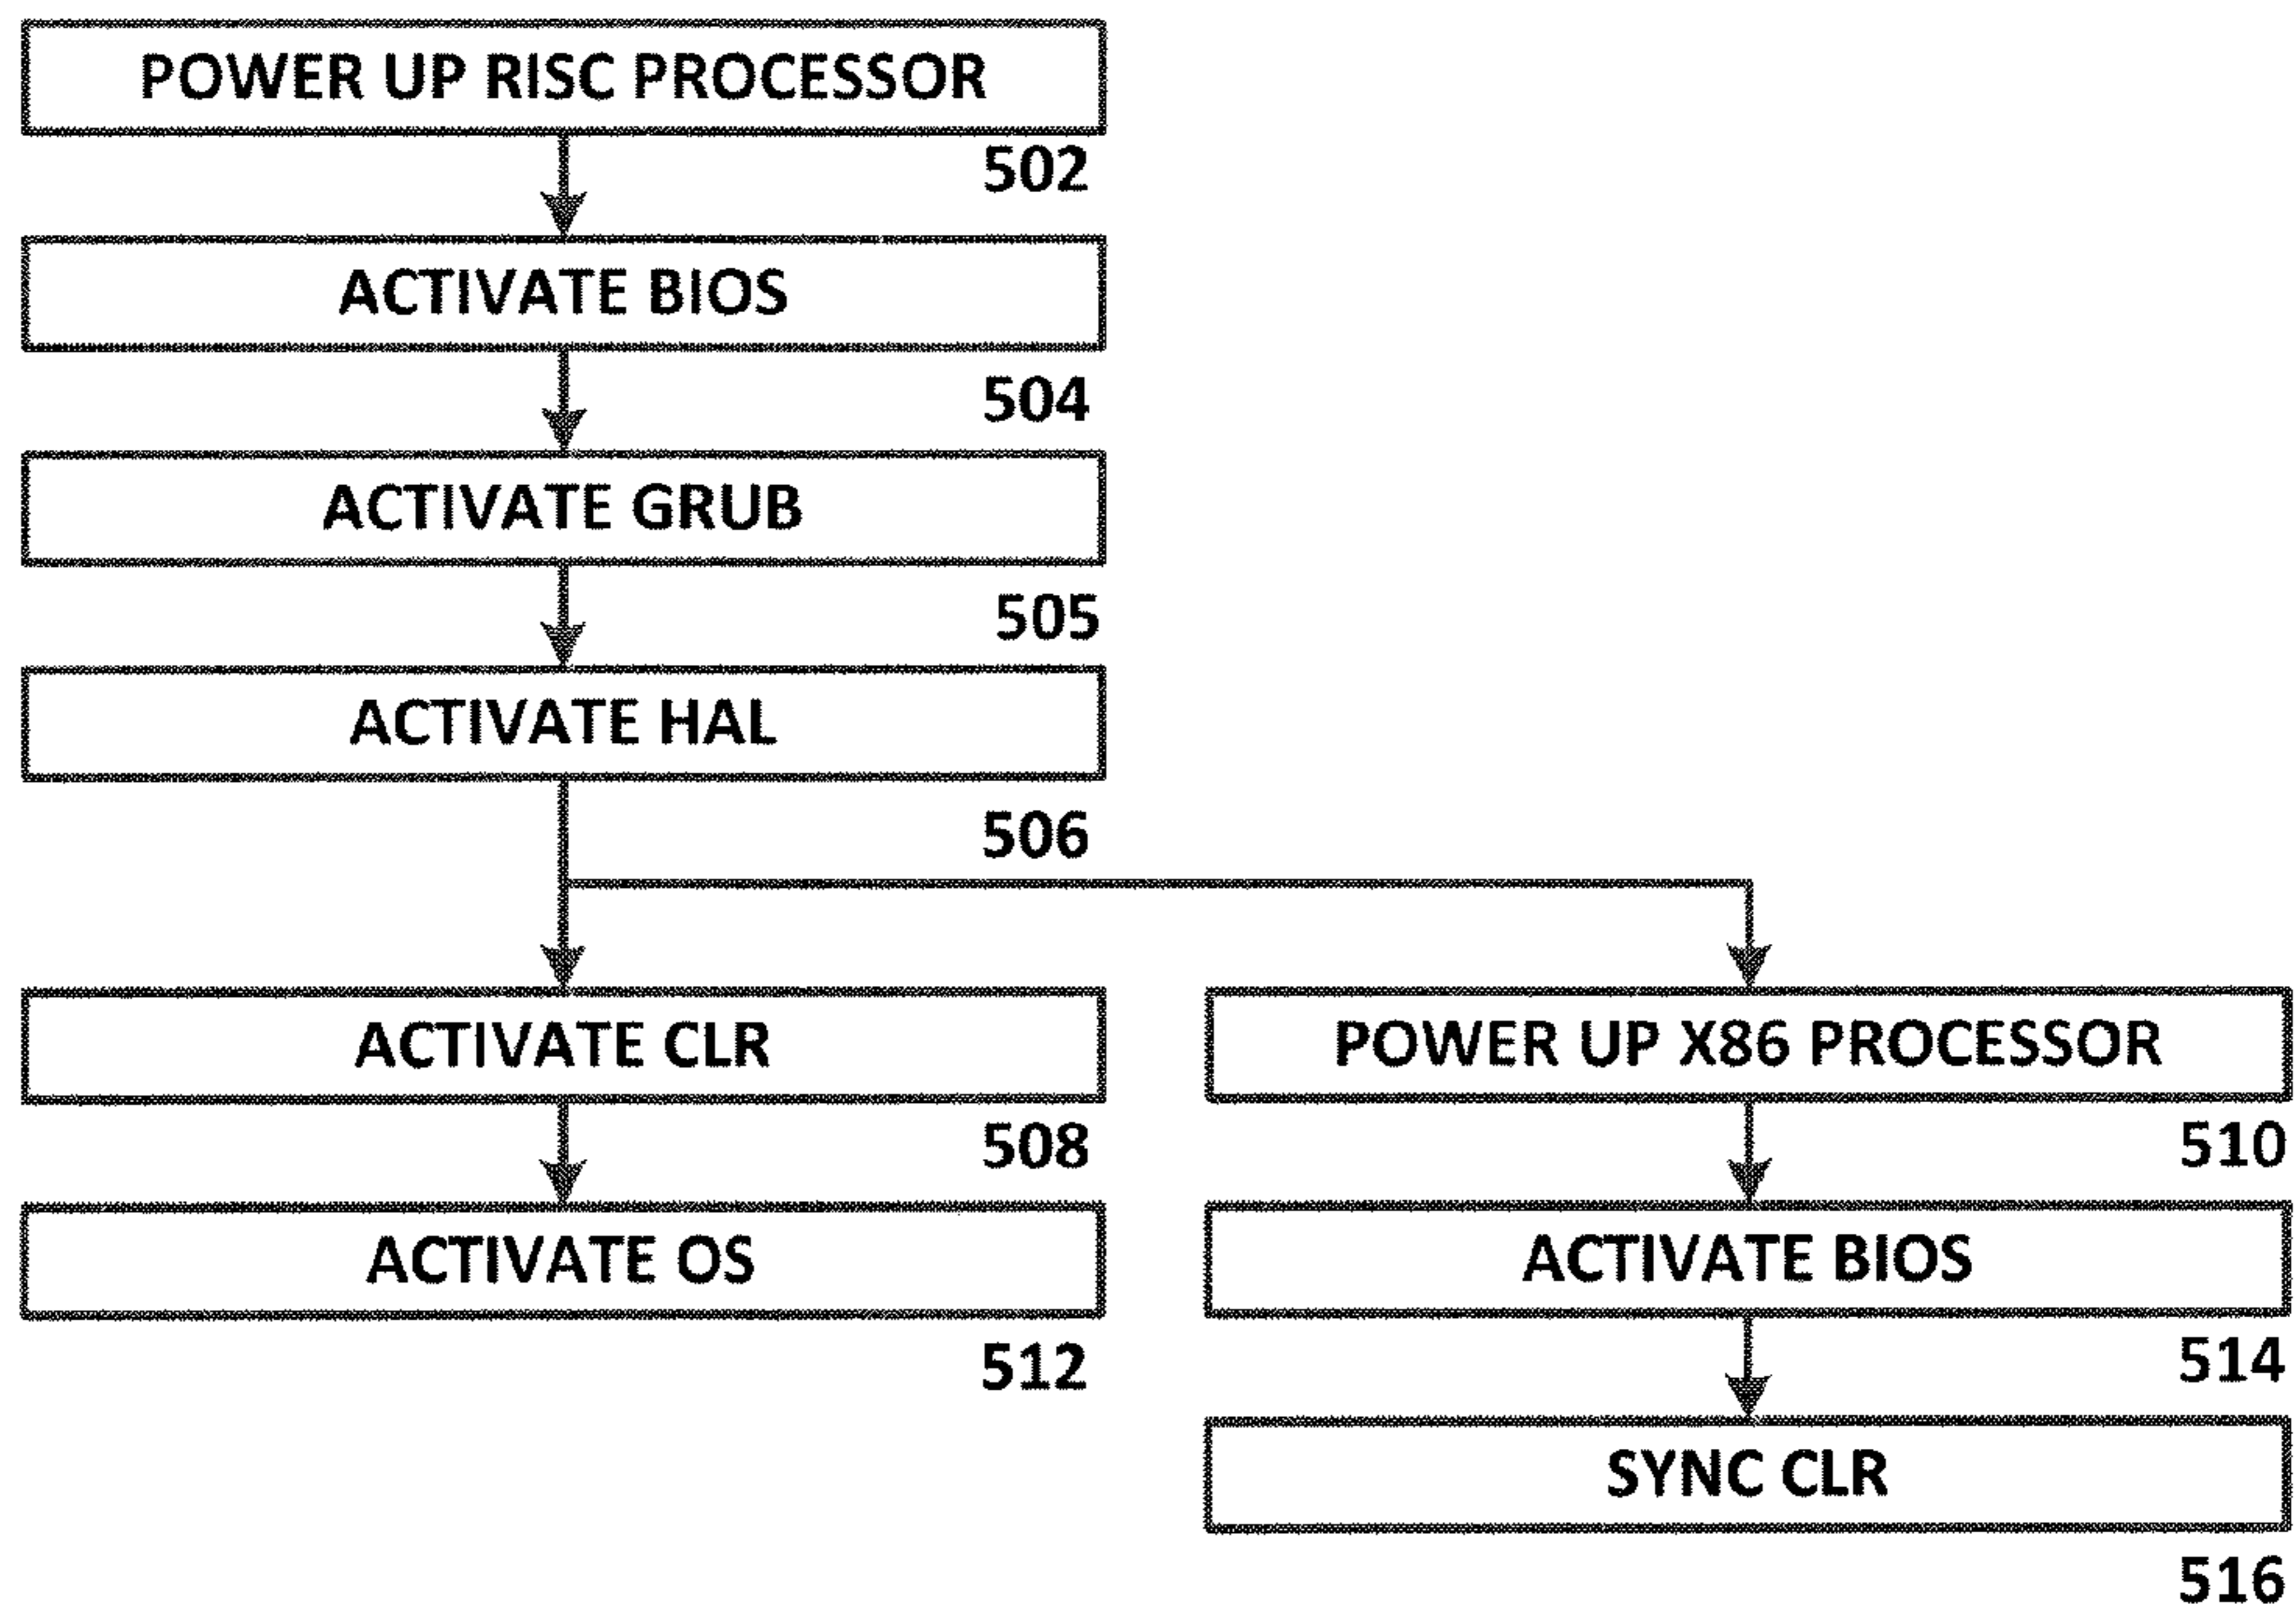 POWER UP RISC PROCESSOR
502
ACTIVATE BIOS
504
ACTIVATE GRUB
505
ACTIVATE HAL
506
ACTIVATE CLR
508
ACTIVATE OS
512
POWER UP X86 PROCESSOR
510
ACTIVATE BIOS
514
SYNC CLR
516